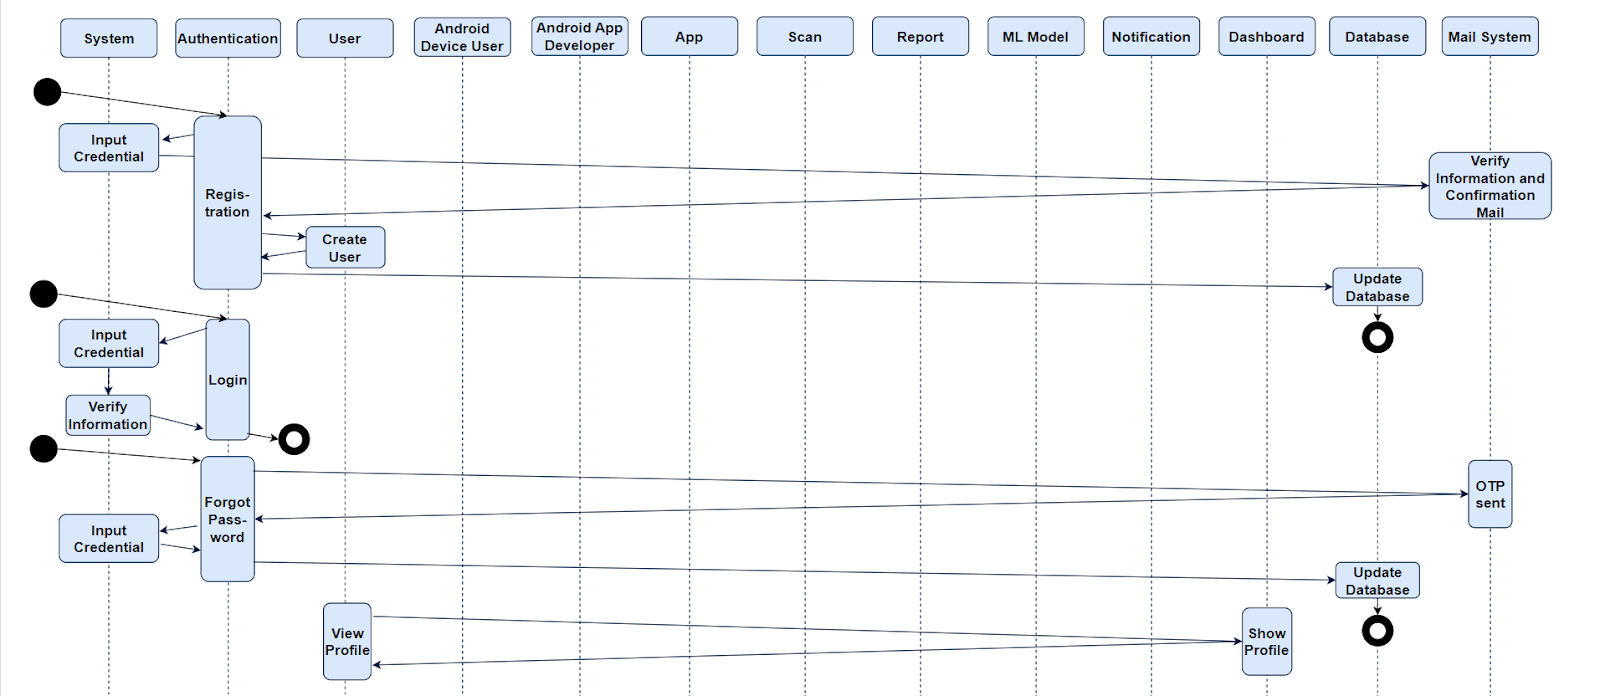 System
Authentication
User
Android
Device User
Android App
Developer
App
Scan
Report
ML Model
Notification
Dashboard
Database
Mail System
Input
Credential
Regis-
tration
Verify
Information and
Confirmation
Mail
Create
User
Update
Database
Input
Credential
Login
Verify
Information
Forgot
Pass-
word
OTP
sent
Input
Credential
Update
Database
View
Profile
Show
Profile